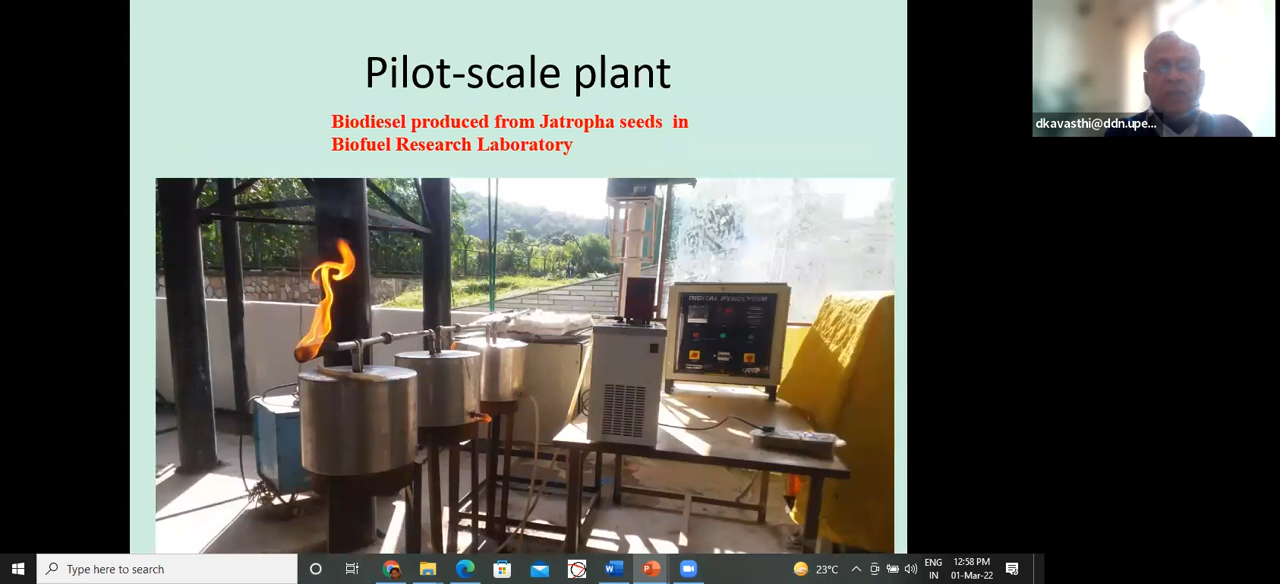 Pilot-scale plant
Biodiesel produced from Jatropha seeds in
Biofuel Research Laboratory
dkavasthi@ddn.upe...
DIGITAL PYROLYSER
Type here to search
23°C
ENG
IN
12:58 PM
01-Mar-22